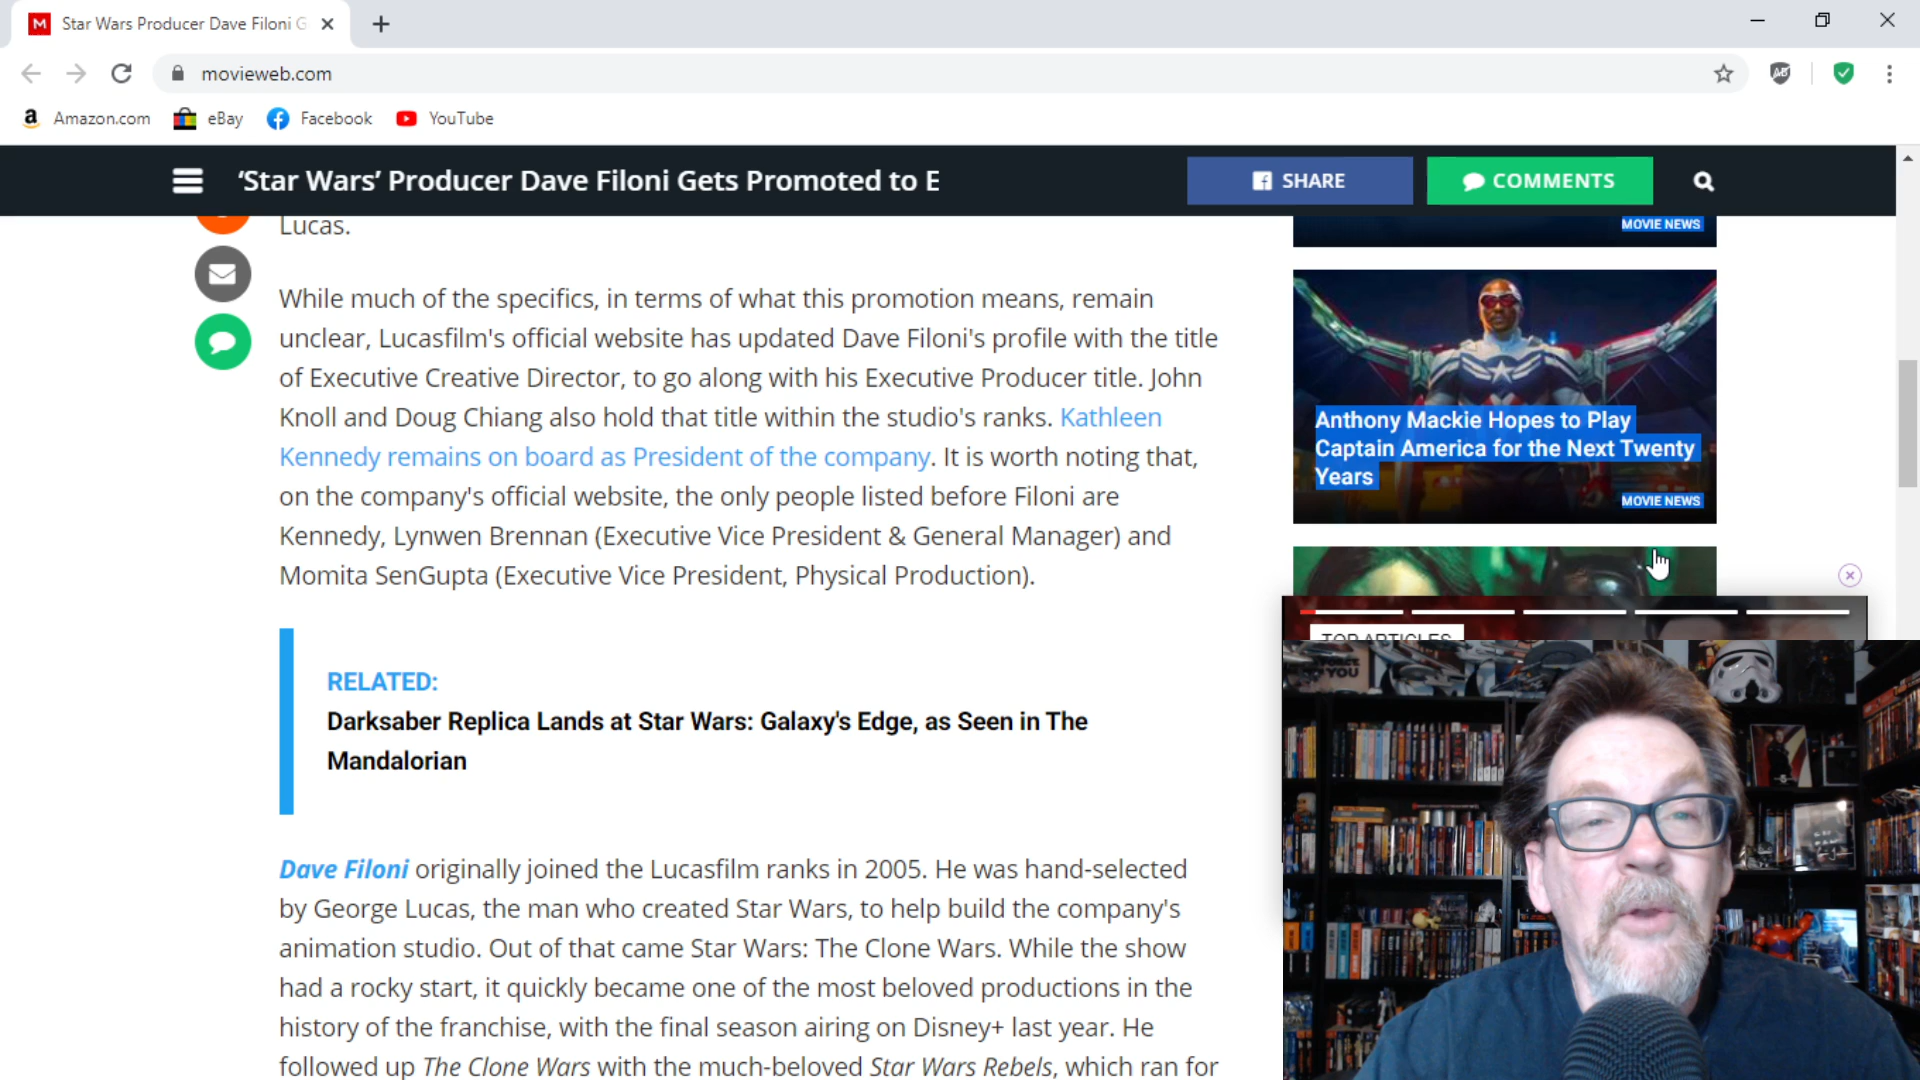 M Star Wars Producer Dave Filoni G
movieweb.com
Amazon.com eBay Facebook YouTube
‘Star Wars’ Producer Dave Filoni Gets Promoted to E
SHARE
COMMENTS
Lucas.
While much of the specifics, in terms of what this promotion means, remain
unclear, Lucasfilm's official website has updated Dave Filoni's profile with the title
of Executive Creative Director, to go along with his Executive Producer title. John
Knoll and Doug Chiang also hold that title within the studio's ranks. Kathleen
Kennedy remains on board as President of the company. It is worth noting that,
on the company's official website, the only people listed before Filoni are
Kennedy, Lynwen Brennan (Executive Vice President & General Manager) and
Momita SenGupta (Executive Vice President, Physical Production).
RELATED:
Darksaber Replica Lands at Star Wars: Galaxy's Edge, as Seen in The
Mandalorian
Dave Filoni originally joined the Lucasfilm ranks in 2005. He was hand-selected
by George Lucas, the man who created Star Wars, to help build the company's
animation studio. Out of that came Star Wars: The Clone Wars. While the show
had a rocky start, it quickly became one of the most beloved productions in the
history of the franchise, with the final season airing on Disney+ last year. He
followed up The Clone Wars with the much-beloved Star Wars Rebels, which ran for
MOVIE NEWS
Anthony Mackie Hopes to Play
Captain America for the Next Twenty
Years
MOVIE NEWS
TOP ARTICLES
YOU